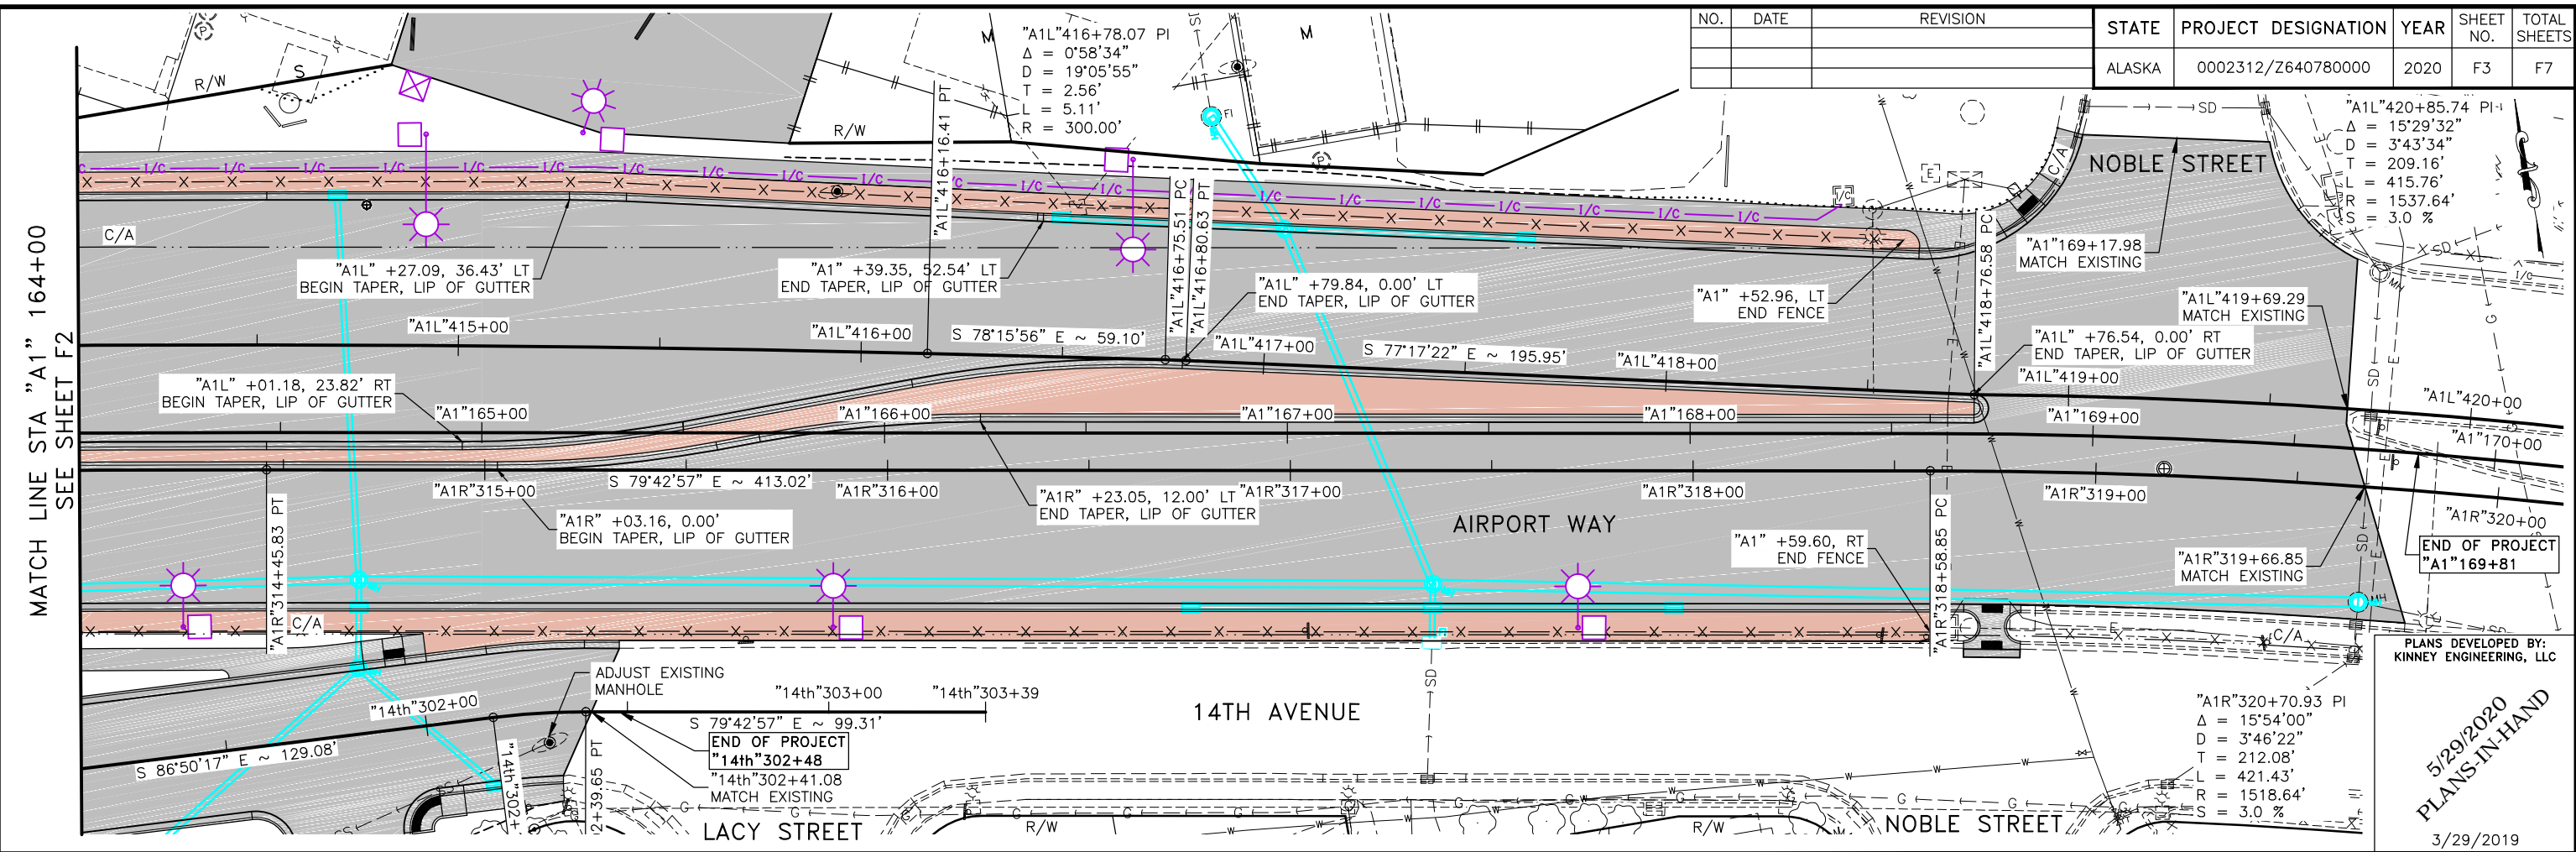 NO. DATE REVISION
STATE PROJECT DESIGNATION YEAR SHEET NO. TOTAL SHEETS
ALASKA 0002312/Z640780000 2020 F3 F7
"A1L"416+78.07 PI
Δ = 0°58'34"
D = 19°05'55"
T = 2.56'
L = 5.11'
R = 300.00'
"A1L"420+85.74 PI
Δ = 15°29'32"
D = 3°43'34"
T = 209.16'
L = 415.76'
R = 1537.64'
S = 3.0 %
R/W
S
M
M
R/W
SD
SD
FI
"A1L"416+16.41 PT
"A1L"416+75.51 PC
"A1L"416+80.63 PT
"A1L"418+76.58 PC
NOBLE STREET
C/A
I/C I/C I/C I/C I/C I/C I/C I/C I/C I/C I/C I/C I/C I/C I/C I/C I/C
MATCH LINE STA "A1" 164+00
SEE SHEET F2
C/A
"A1L" +27.09, 36.43' LT
BEGIN TAPER, LIP OF GUTTER
"A1" +39.35, 52.54' LT
END TAPER, LIP OF GUTTER
"A1L" +79.84, 0.00' LT
END TAPER, LIP OF GUTTER
"A1" +52.96, LT
END FENCE
"A1"169+17.98
MATCH EXISTING
"A1L"419+69.29
MATCH EXISTING
"A1L" +76.54, 0.00' RT
END TAPER, LIP OF GUTTER
"A1L"415+00
"A1L"416+00
S 78°15'56" E ~ 59.10'
"A1L"417+00
S 77°17'22" E ~ 195.95'
"A1L"418+00
"A1L"419+00
"A1L"420+00
"A1L" +01.18, 23.82' RT
BEGIN TAPER, LIP OF GUTTER
"A1"165+00
"A1"166+00
"A1"167+00
"A1"168+00
"A1"169+00
"A1"170+00
S 79°42'57" E ~ 413.02'
"A1R"315+00
"A1R"316+00
"A1R"317+00
"A1R"318+00
"A1R"319+00
"A1R"320+00
"A1R" +23.05, 12.00' LT
END TAPER, LIP OF GUTTER
"A1R" +03.16, 0.00'
BEGIN TAPER, LIP OF GUTTER
"A1R"314+45.83 PT
AIRPORT WAY
"A1" +59.60, RT
END FENCE
"A1R"318+58.85 PC
"A1R"319+66.85
MATCH EXISTING
END OF PROJECT
"A1"169+81
C/A
C/A
MH
MH
PLANS DEVELOPED BY:
KINNEY ENGINEERING, LLC
ADJUST EXISTING
MANHOLE
"14th"302+00
"14th"303+00
"14th"303+39
S 79°42'57" E ~ 99.31'
END OF PROJECT
"14th"302+48
"14th"302+41.08
MATCH EXISTING
S 86°50'17" E ~ 129.08'
"14th"302+
2+39.65 PT
14TH AVENUE
SD
"A1R"320+70.93 PI
Δ = 15°54'00"
D = 3°46'22"
T = 212.08'
L = 421.43'
R = 1518.64'
S = 3.0 %
LACY STREET
R/W
R/W
NOBLE STREET
5/29/2020
PLANS-IN-HAND
3/29/2019